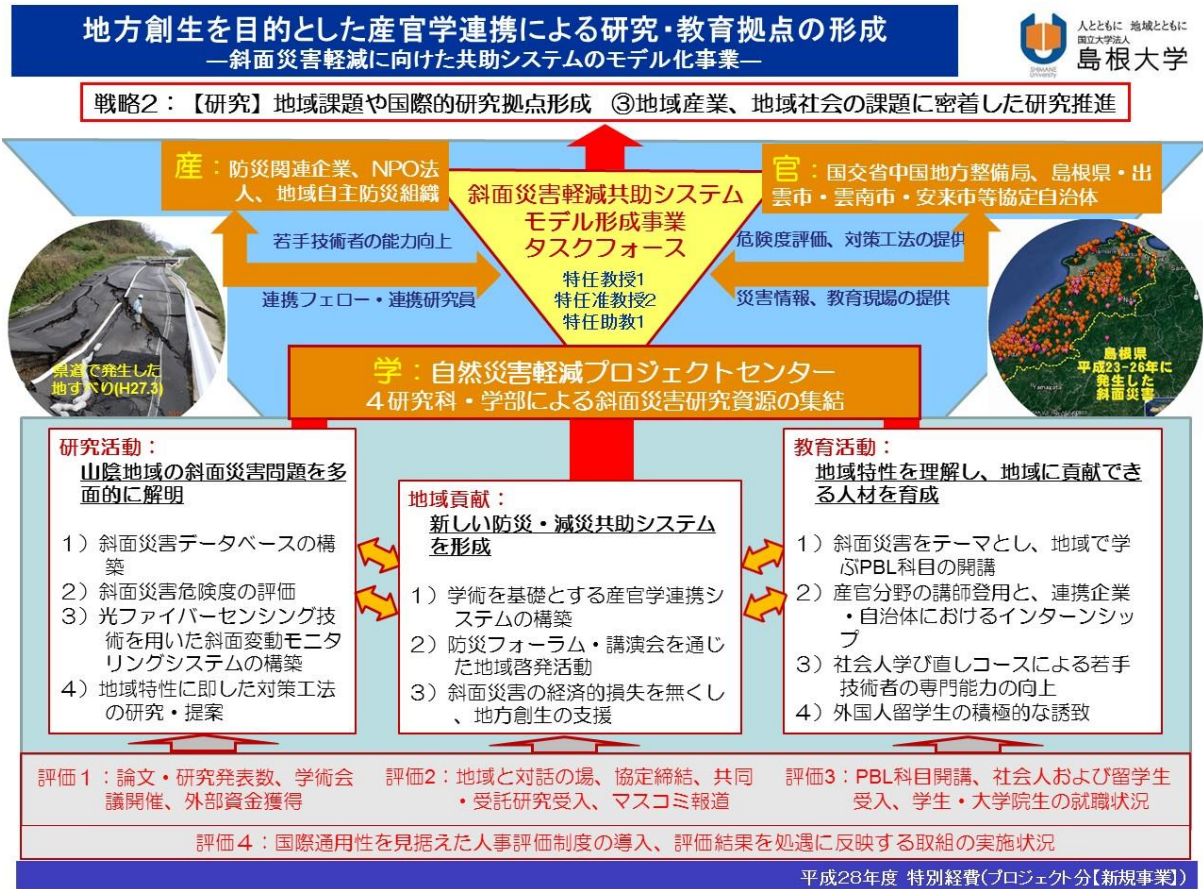 地方創生を目的とした産官学連携による研究・教育拠点の形成
―斜面災害軽減に向けた共助システムのモデル化事業―
人とともに 地域とともに
国立大学法人
島根大学
SHIMANE
University
戦略2：【研究】地域課題や国際的研究拠点形成 ③地域産業、地域社会の課題に密着した研究推進
産：防災関連企業、NPO法
人、地域自主防災組織
斜面災害軽減共助システム
モデル形成事業
タスクフォース
特任教授1
特任准教授2
特任助教1
官：国交省中国地方整備局、島根県・出
雲市・雲南市・安来市等協定自治体
若手技術者の能力向上
連携フェロー・連携研究員
危険度評価、対策工法の提供
災害情報、教育現場の提供
県道で発生した
地すべり(H27.3)
島根県
平成23-26年に
発生した
斜面災害
学：自然災害軽減プロジェクトセンター
４研究科・学部による斜面災害研究資源の集結
研究活動：
山陰地域の斜面災害問題を多
面的に解明
１）斜面災害データベースの構
築
２）斜面災害危険度の評価
３）光ファイバーセンシング技
術を用いた斜面変動モニタ
リングシステムの構築
４）地域特性に即した対策工法
の研究・提案
地域貢献：
新しい防災・減災共助システム
を形成
１）学術を基礎とする産官学連携シ
ステムの構築
２）防災フォーラム・講演会を通じ
た地域啓発活動
３）斜面災害の経済的損失を無くし
、地方創生の支援
教育活動：
地域特性を理解し、地域に貢献でき
る人材を育成
１）斜面災害をテーマとし、地域で学
ぶPBL科目の開講
２）産官分野の講師登用と、連携企業
・自治体におけるインターンシッ
プ
３）社会人学び直しコースによる若手
技術者の専門能力の向上
４）外国人留学生の積極的な誘致
評価１：論文・研究発表数、学術会
議開催、外部資金獲得
評価2：地域と対話の場、協定締結、共同
・受託研究受入、マスコミ報道
評価3：PBL科目開講、社会人および留学生
受入、学生・大学院生の就職状況
評価４：国際通用性を見据えた人事評価制度の導入、評価結果を処遇に反映する取組の実施状況
平成28年度 特別経費(プロジェクト分【新規事業】)